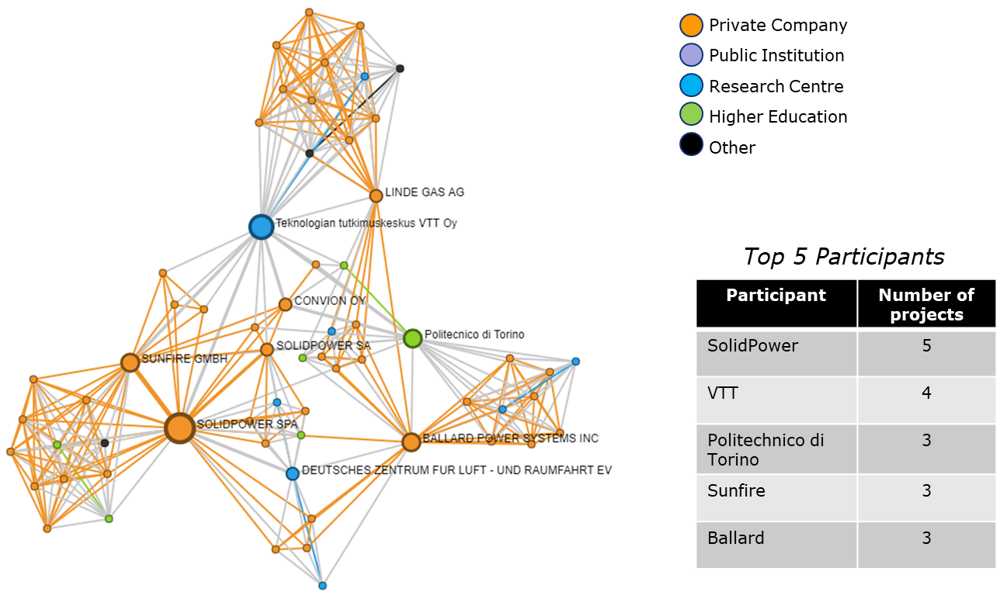 Private Company
Public Institution
Research Centre
Higher Education
Other
LINDE GAS AG
Teknologian tutkimuskeskus VTT Oy
CONVION OY
Politecnico di Torino
SOLIDPOWER SA
SUNFIRE GMBH
SOLIDPOWER SPA
BALLARD POWER SYSTEMS INC
DEUTSCHES ZENTRUM FUR LUFT - UND RAUMFAHRT EV
Top 5 Participants
Participant
Number of
projects
SolidPower 5
VTT 4
Politechnico di
Torino
3
Sunfire 3
Ballard 3